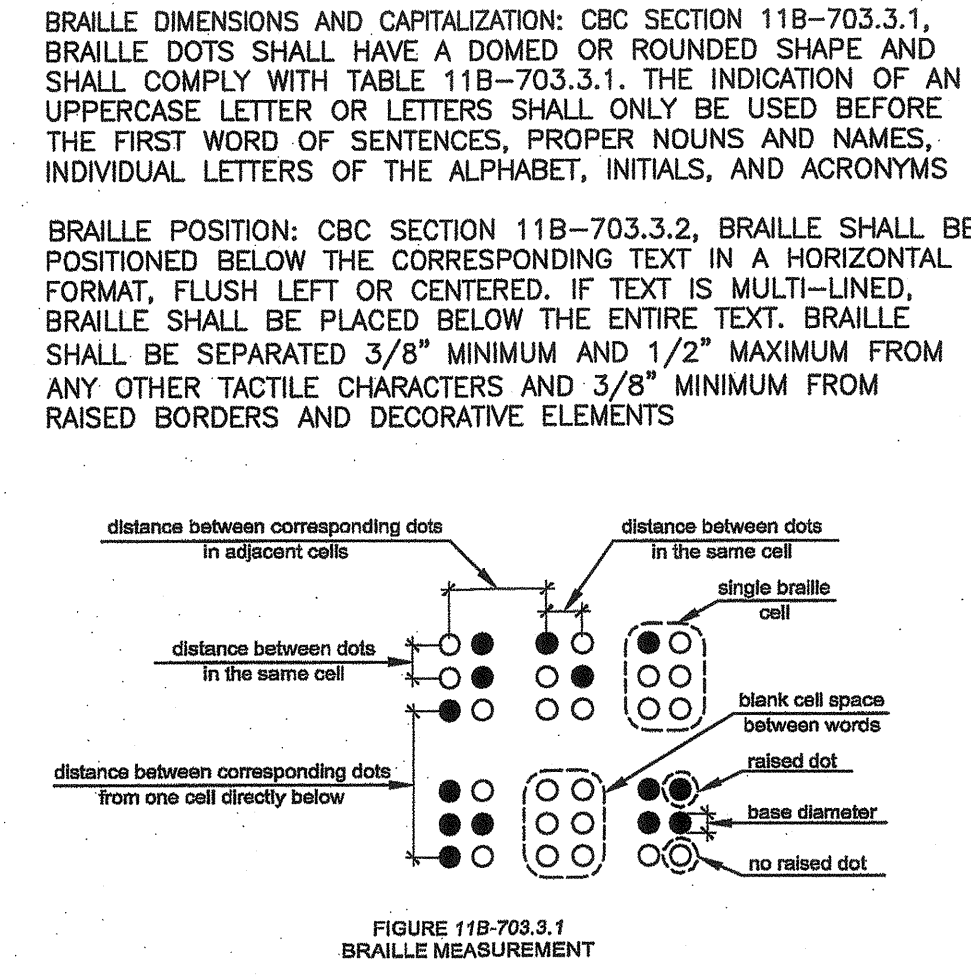 BRAILLE DIMENSIONS AND CAPITALIZATION: CBC SECTION 11B-703.3.1,
BRAILLE DOTS SHALL HAVE A DOMED OR ROUNDED SHAPE AND
SHALL COMPLY WITH TABLE 11B-703.3.1. THE INDICATION OF AN
UPPERCASE LETTER OR LETTERS SHALL ONLY BE USED BEFORE
THE FIRST WORD OF SENTENCES, PROPER NOUNS AND NAMES,
INDIVIDUAL LETTERS OF THE ALPHABET, INITIALS, AND ACRONYMS
BRAILLE POSITION: CBC SECTION 11B-703.3.2, BRAILLE SHALL BE
POSITIONED BELOW THE CORRESPONDING TEXT IN A HORIZONTAL
FORMAT, FLUSH LEFT OR CENTERED. IF TEXT IS MULTI-LINED,
BRAILLE SHALL BE PLACED BELOW THE ENTIRE TEXT. BRAILLE
SHALL BE SEPARATED 3/8" MINIMUM AND 1/2" MAXIMUM FROM
ANY OTHER TACTILE CHARACTERS AND 3/8" MINIMUM FROM
RAISED BORDERS AND DECORATIVE ELEMENTS
distance between corresponding dots
in adjacent cells
distance between dots
in the same cell
single braille
cell
distance between dots
in the same cell
blank cell space
between words
distance between corresponding dots
from one cell directly below
raised dot
base diameter
no raised dot
FIGURE 11B-703.3.1
BRAILLE MEASUREMENT